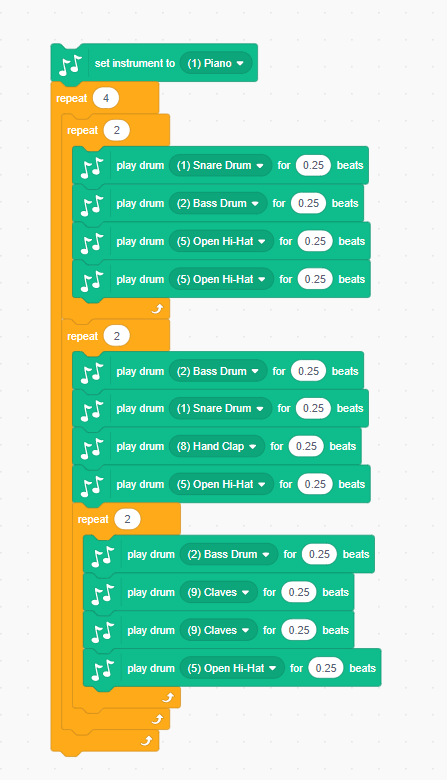 set instrument to (1) Piano
repeat 4
repeat 2
play drum (1) Snare Drum for 0.25 beats
play drum (2) Bass Drum for 0.25 beats
play drum (5) Open Hi-Hat for 0.25 beats
play drum (5) Open Hi-Hat for 0.25 beats
repeat 2
play drum (2) Bass Drum for 0.25 beats
play drum (1) Snare Drum for 0.25 beats
play drum (8) Hand Clap for 0.25 beats
play drum (5) Open Hi-Hat for 0.25 beats
repeat 2
play drum (2) Bass Drum for 0.25 beats
play drum (9) Claves for 0.25 beats
play drum (9) Claves for 0.25 beats
play drum (5) Open Hi-Hat for 0.25 beats